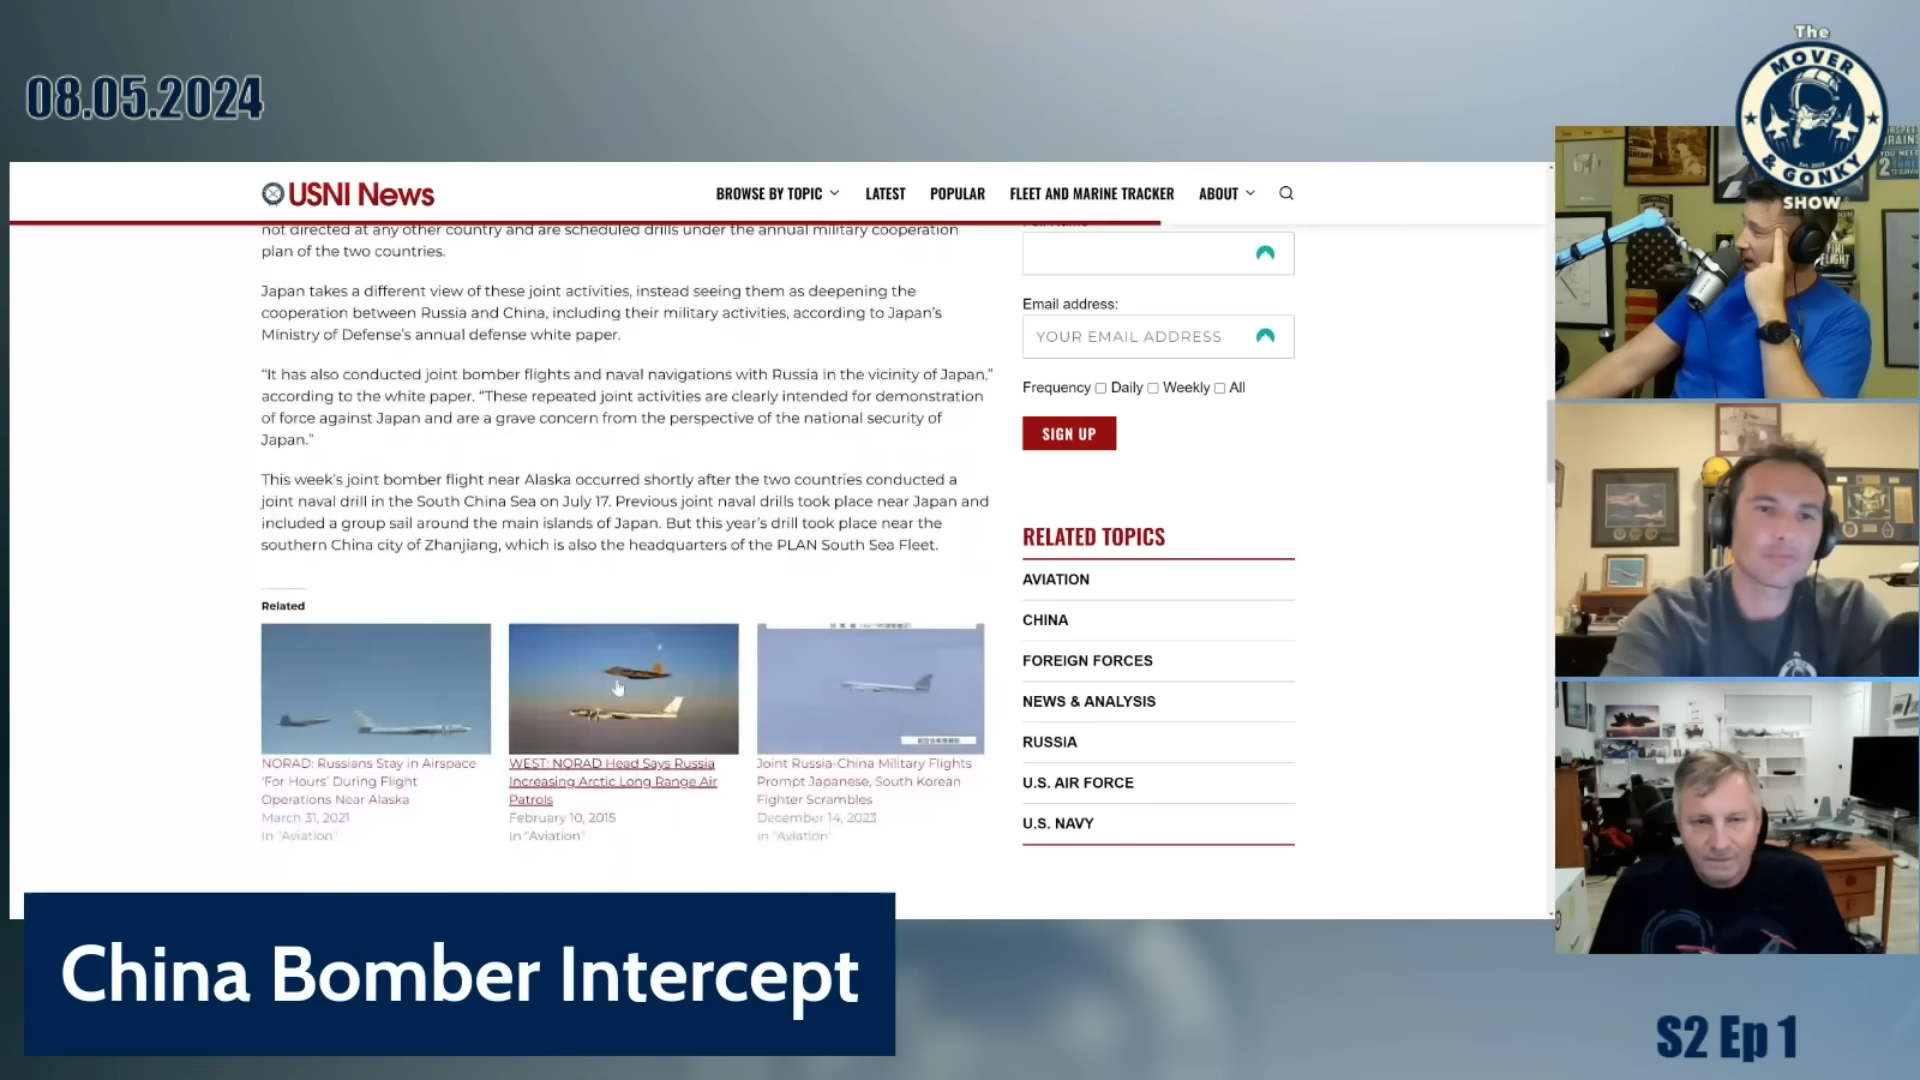 08.05.2024
The
MOVER
& GONKY
SHOW
USNI News
BROWSE BY TOPIC
LATEST
POPULAR
FLEET AND MARINE TRACKER
ABOUT
not directed at any other country and are scheduled drills under the annual military cooperation
plan of the two countries.
Japan takes a different view of these joint activities, instead seeing them as deepening the
cooperation between Russia and China, including their military activities, according to Japan's
Ministry of Defense's annual defense white paper.
“It has also conducted joint bomber flights and naval navigations with Russia in the vicinity of Japan,”
according to the white paper. “These repeated joint activities are clearly intended for demonstration
of force against Japan and are a grave concern from the perspective of the national security of
Japan.”
This week's joint bomber flight near Alaska occurred shortly after the two countries conducted a
joint naval drill in the South China Sea on July 17. Previous joint naval drills took place near Japan and
included a group sail around the main islands of Japan. But this year's drill took place near the
southern China city of Zhanjiang, which is also the headquarters of the PLAN South Sea Fleet.
Related
NORAD: Russians Stay in Airspace
'For Hours' During Flight
Operations Near Alaska
March 31, 2021
In "Aviation"
WEST: NORAD Head Says Russia
Increasing Arctic Long Range Air
Patrols
February 10, 2015
In "Aviation"
Joint Russia-China Military Flights
Prompt Japanese, South Korean
Fighter Scrambles
December 14, 2023
In "Aviation"
Email address:
YOUR EMAIL ADDRESS
Frequency Daily Weekly All
SIGN UP
RELATED TOPICS
AVIATION
CHINA
FOREIGN FORCES
NEWS & ANALYSIS
RUSSIA
U.S. AIR FORCE
U.S. NAVY
China Bomber Intercept
S2 Ep 1